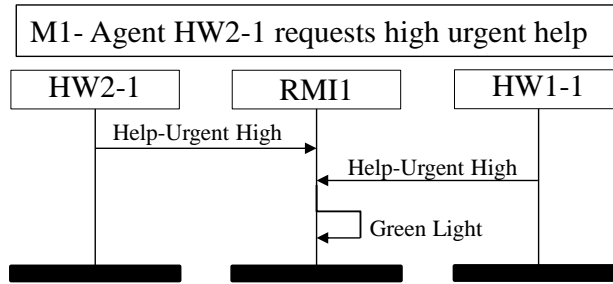 M1- Agent HW2-1 requests high urgent help
HW2-1
RMI1
HW1-1
Help-Urgent High
Help-Urgent High
Green Light